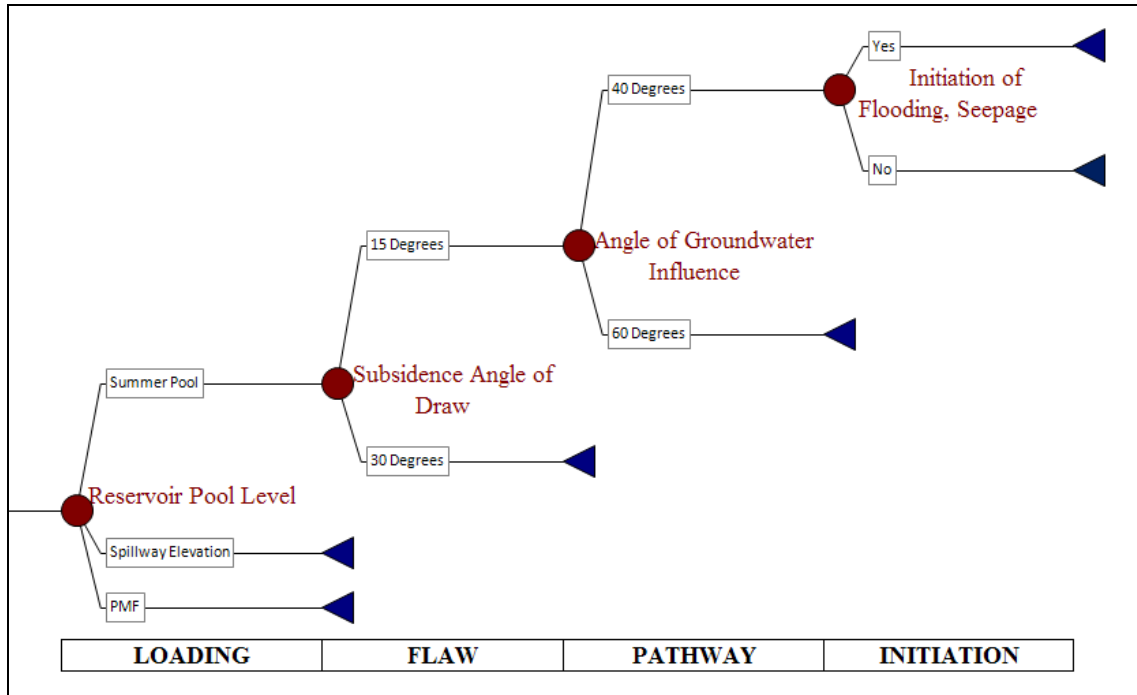 Yes
Initiation of
Flooding, Seepage
40 Degrees
No
15 Degrees
Angle of Groundwater
Influence
60 Degrees
Summer Pool
Subsidence Angle of
Draw
30 Degrees
Reservoir Pool Level
Spillway Elevation
PMF
LOADING FLAW PATHWAY INITIATION